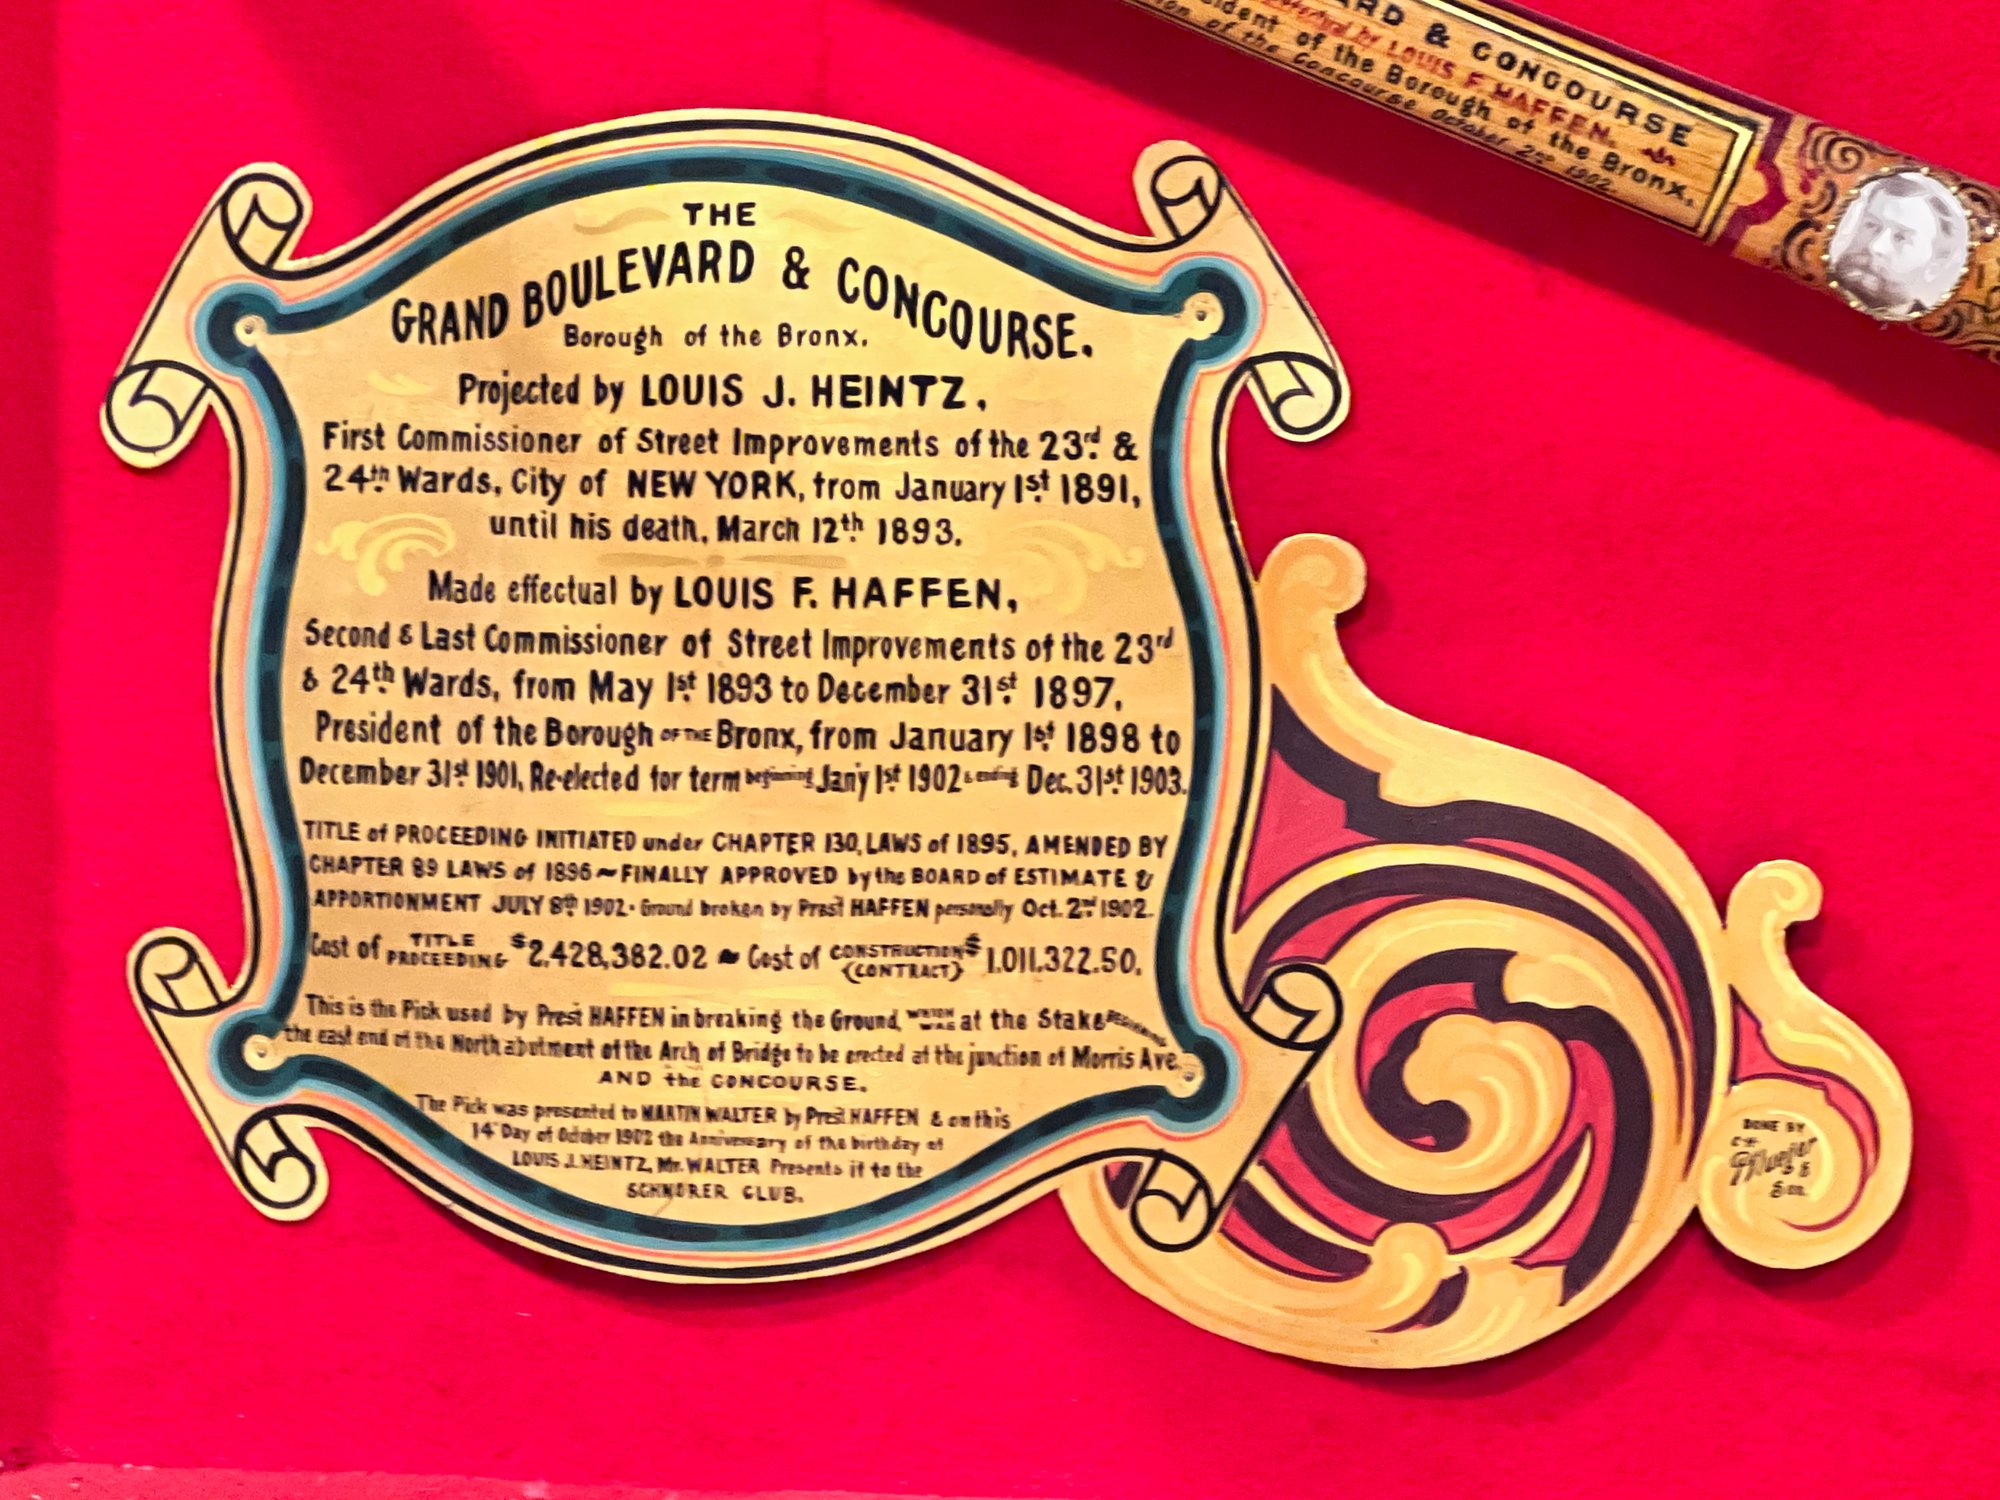 THE
GRAND BOULEVARD & CONCOURSE.
Borough of the Bronx.
Projected by LOUIS J. HEINTZ,
First Commissioner of Street Improvements of the 23rd. &
24th. Wards, City of NEW YORK, from January 1st. 1891,
until his death, March 12th. 1893.
Made effectual by LOUIS F. HAFFEN,
Second & Last Commissioner of Street Improvements of the 23rd
& 24th. Wards, from May 1st. 1893 to December 31st. 1897,
President of the Borough OF THE Bronx, from January 1st. 1898 to
December 31st. 1901, Re-elected for term beginning Jan'y 1st. 1902 & ending Dec. 31st. 1903.
TITLE of PROCEEDING INITIATED under CHAPTER 130, LAWS of 1895, AMENDED BY
CHAPTER 89 LAWS of 1896 ~ FINALLY APPROVED by the BOARD of ESTIMATE &
APPORTIONMENT JULY 8th 1902 · Ground broken by Prest HAFFEN personally Oct. 2nd 1902.
Cost of TITLE PROCEEDING $2,428,382.02 ~ Cost of CONSTRUCTION (CONTRACT) $1,011,322.50.
This is the Pick used by Prest HAFFEN in breaking the Ground, WHICH WAS at the Stake BEGINNING
the east end of the North abutment of the Arch of Bridge to be erected at the junction of Morris Ave.
AND the CONCOURSE.
The Pick was presented to MARTIN WALTER by Prest HAFFEN & on this
14th Day of October 1902 the Anniversary of the birthday of
LOUIS J. HEINTZ, Mr. WALTER Presents it to the
SCHNORER CLUB.
DONE BY
& Son.
ARD & CONCOURSE
by LOUIS F. HAFFEN,
ident of the Borough of the Bronx,
ion of the Concourse October 2nd 1902.